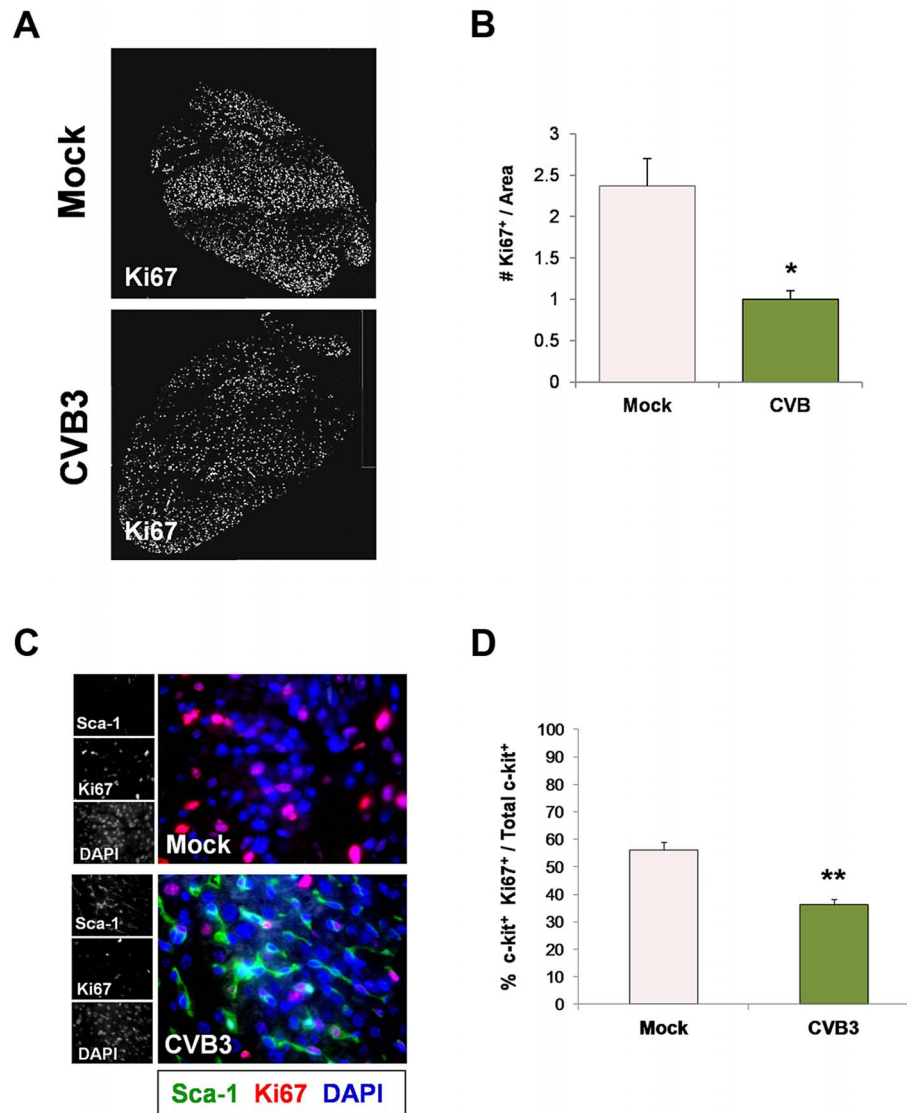 A
Mock
Ki67
CVB3
Ki67
B
# Ki67⁺ / Area
3
2.5
2
1.5
1
0.5
0
*
Mock CVB
C
Sca-1
Ki67
DAPI
Mock
Sca-1
Ki67
DAPI
CVB3
Sca-1 Ki67 DAPI
D
% c-kit⁺ Ki67⁺ / Total c-kit⁺
100
90
80
70
60
50
40
30
20
10
0
**
Mock CVB3